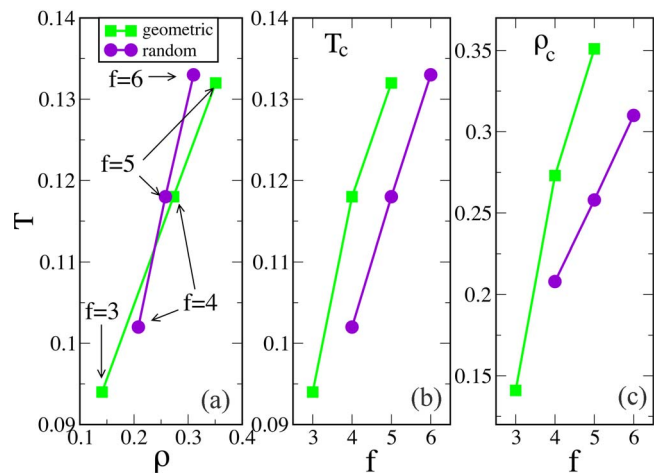 geometric
random
T
0.14
0.13
0.12
0.11
0.1
0.09
0.1 0.2 0.3 0.4
ρ
f=6
f=5
f=4
f=3
(a)
T_c
0.14
0.13
0.12
0.11
0.1
0.09
3 4 5 6
f
(b)
ρ_c
0.35
0.3
0.25
0.2
0.15
3 4 5 6
f
(c)